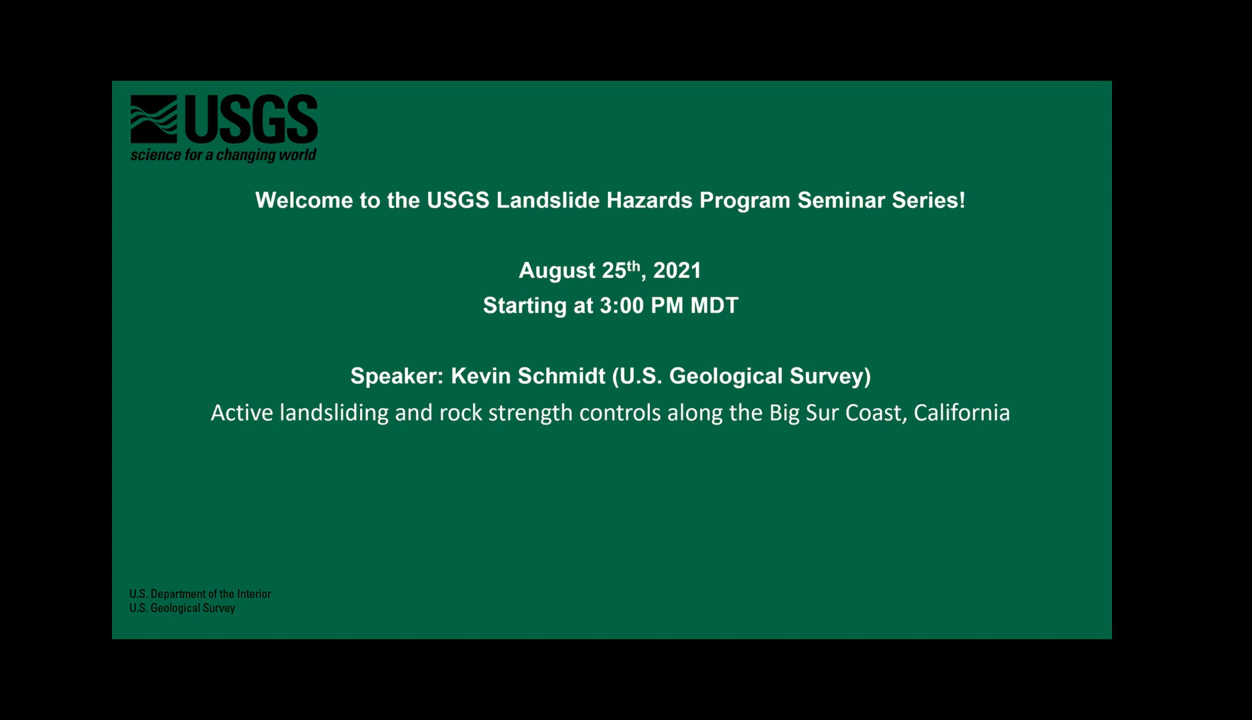 USGS
science for a changing world
Welcome to the USGS Landslide Hazards Program Seminar Series!
August 25th, 2021
Starting at 3:00 PM MDT
Speaker: Kevin Schmidt (U.S. Geological Survey)
Active landsliding and rock strength controls along the Big Sur Coast, California
U.S. Department of the Interior
U.S. Geological Survey